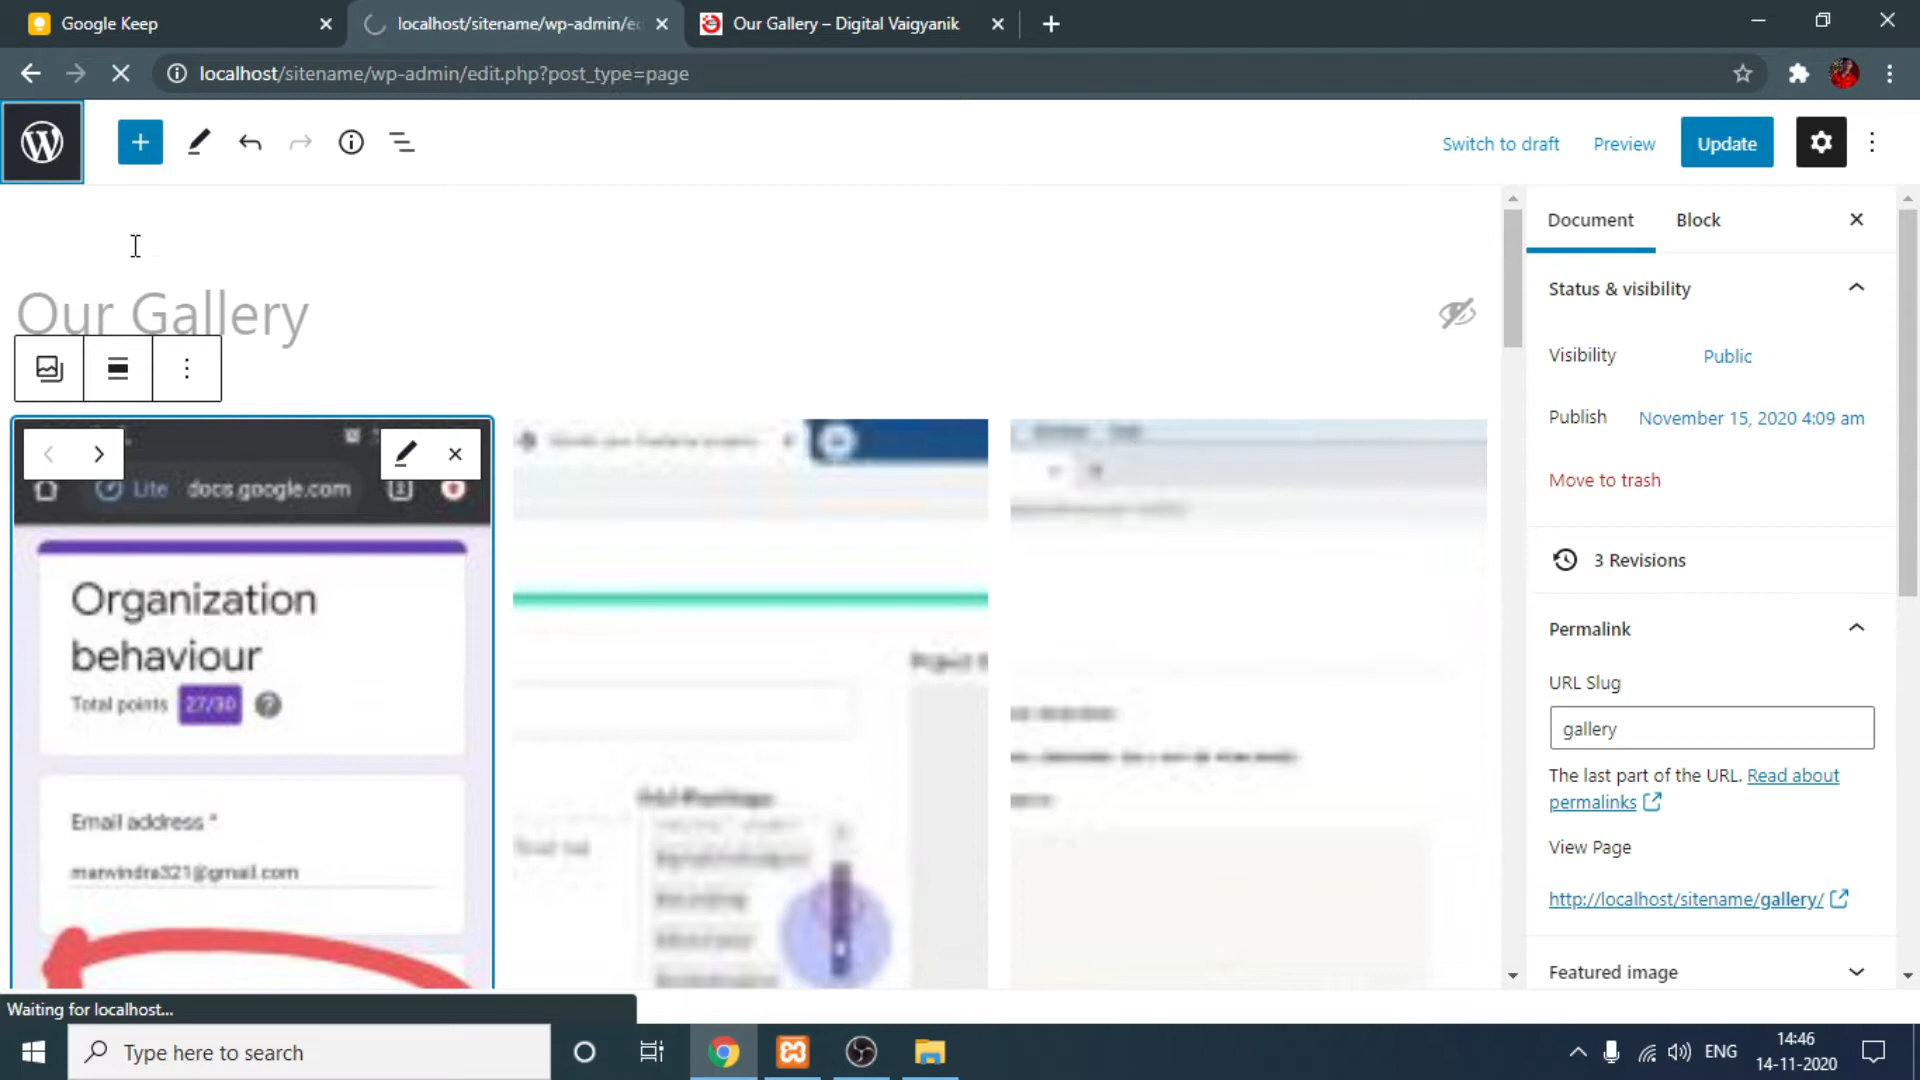 Google Keep
localhost/sitename/wp-admin/ed
Our Gallery – Digital Vaigyanik
localhost/sitename/wp-admin/edit.php?post_type=page
Switch to draft
Preview
Update
Document
Block
Our Gallery
Status & visibility
Visibility
Public
Publish
November 15, 2020 4:09 am
Move to trash
3 Revisions
Permalink
URL Slug
gallery
The last part of the URL. Read about
permalinks
View Page
http://localhost/sitename/gallery/
Featured image
Lite docs.google.com
Organization
behaviour
Total points 27/30
Email address *
marwindra321@gmail.com
Waiting for localhost...
Type here to search
ENG
14:46
14-11-2020